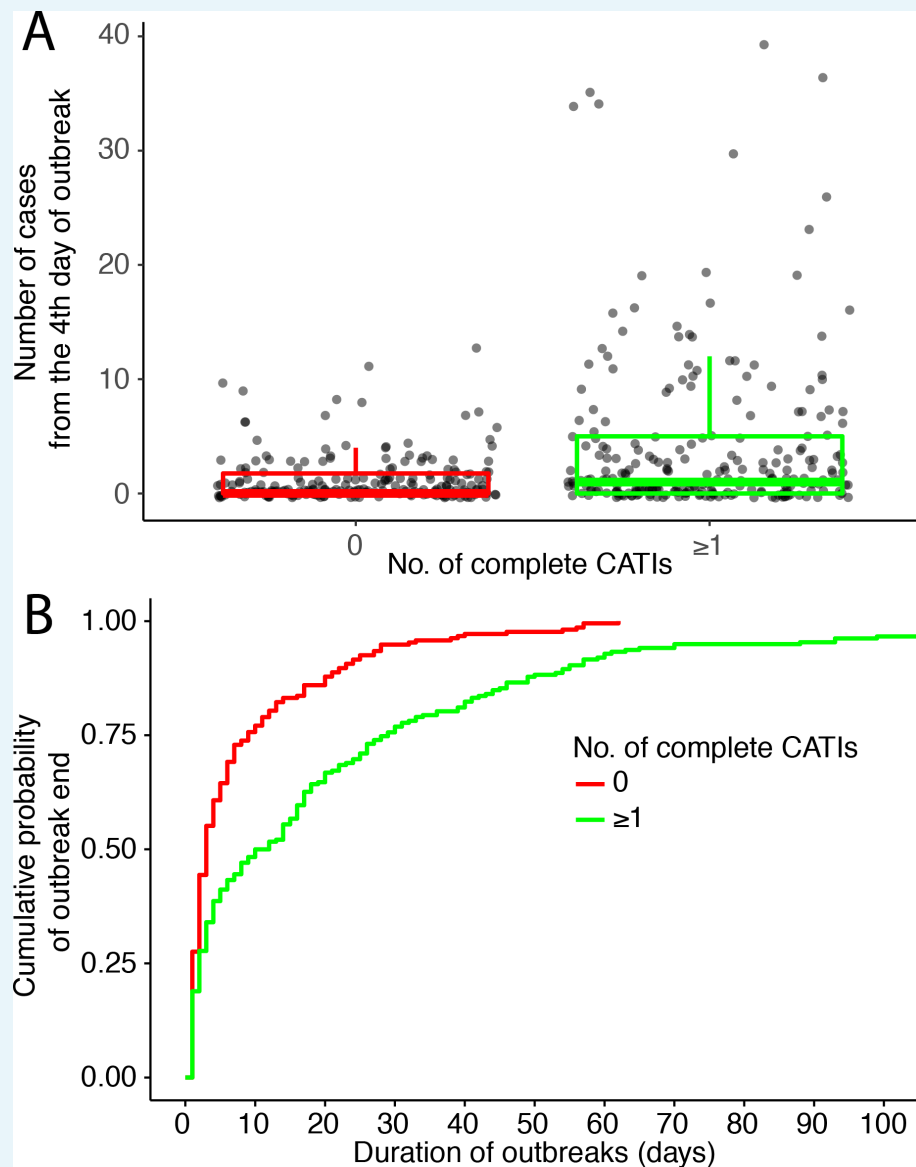 A
Number of cases
from the 4th day of outbreak
40
30
20
10
0
0
≥1
No. of complete CATIs
B
Cumulative probability
of outbreak end
1.00
0.75
0.50
0.25
0.00
No. of complete CATIs
0
≥1
0 10 20 30 40 50 60 70 80 90 100
Duration of outbreaks (days)